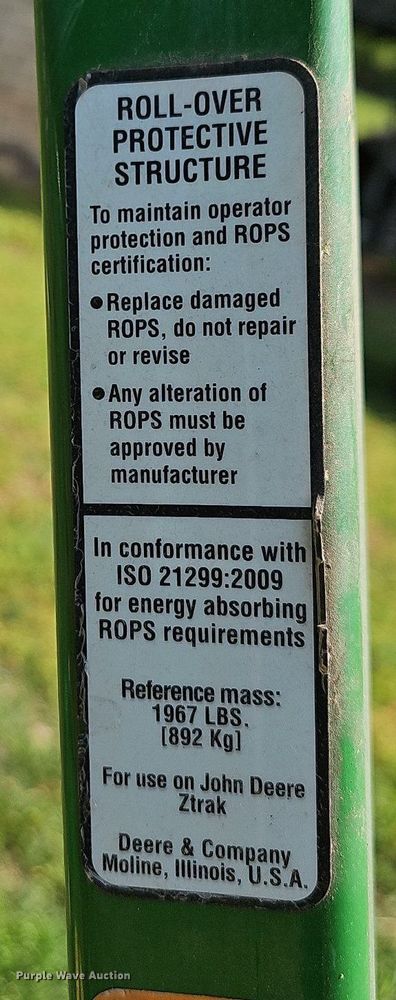 ROLL-OVER
PROTECTIVE
STRUCTURE
To maintain operator
protection and ROPS
certification:
● Replace damaged
ROPS, do not repair
or revise
● Any alteration of
ROPS must be
approved by
manufacturer
In conformance with
ISO 21299:2009
for energy absorbing
ROPS requirements
Reference mass:
1967 LBS.
[892 Kg]
For use on John Deere
Ztrak
Deere & Company
Moline, Illinois, U.S.A.
Purple Wave Auction